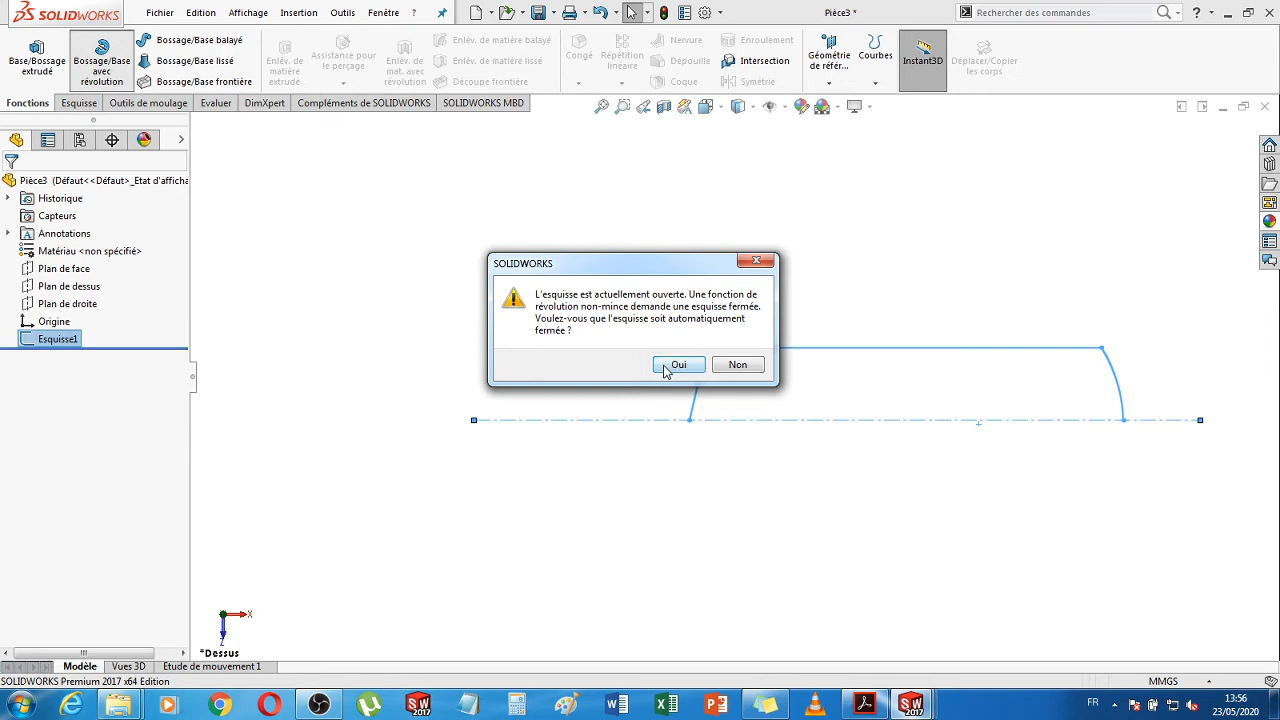 SOLIDWORKS
Fichier Edition Affichage Insertion Outils Fenêtre ?
Pièce3 *
Rechercher des commandes
?
Base/Bossage extrudé
Bossage/Base avec révolution
Bossage/Base balayé
Bossage/Base lissé
Bossage/Base frontière
Enlèv. de matière extrudé
Assistance pour le perçage
Enlèv. de mat. avec révolution
Enlèv. de matière balayé
Enlèv. de matière lissé
Découpe frontière
Congé
Répétition linéaire
Nervure
Dépouille
Coque
Enroulement
Intersection
Symétrie
Géométrie de référ...
Courbes
Instant3D
Déplacer/Copier les corps
Fonctions Esquisse Outils de moulage Evaluer DimXpert Compléments de SOLIDWORKS SOLIDWORKS MBD
Pièce3 (Défaut<<Défaut>_Etat d'afficha
Historique
Capteurs
Annotations
Matériau <non spécifié>
Plan de face
Plan de dessus
Plan de droite
Origine
Esquisse1
SOLIDWORKS
L'esquisse est actuellement ouverte. Une fonction de
révolution non-mince demande une esquisse fermée.
Voulez-vous que l'esquisse soit automatiquement
fermée ?
Oui Non
X
Z
*Dessus
Modèle Vues 3D Etude de mouvement 1
SOLIDWORKS Premium 2017 x64 Edition
MMGS
SW 2017
SW 2017
FR
13:56
23/05/2020